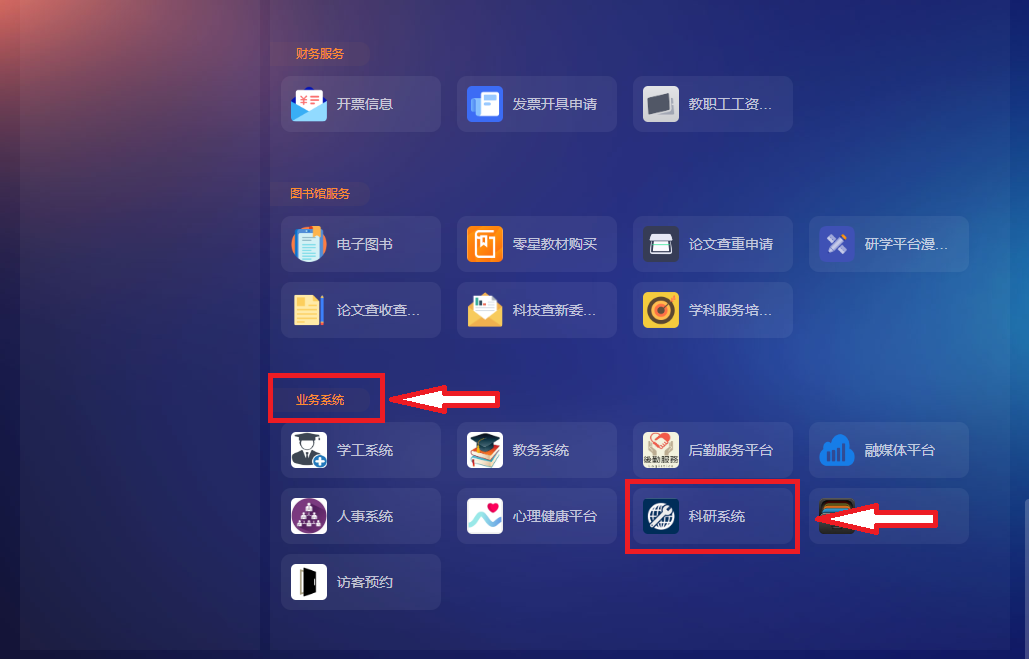 财务服务
开票信息
发票开具申请
教职工工资...
图书馆服务
电子图书
零星教材购买
论文查重申请
研学平台漫...
论文查收查...
科技查新委...
学科服务培...
业务系统
学工系统
教务系统
后勤服务平台
融媒体平台
人事系统
心理健康平台
科研系统
访客预约